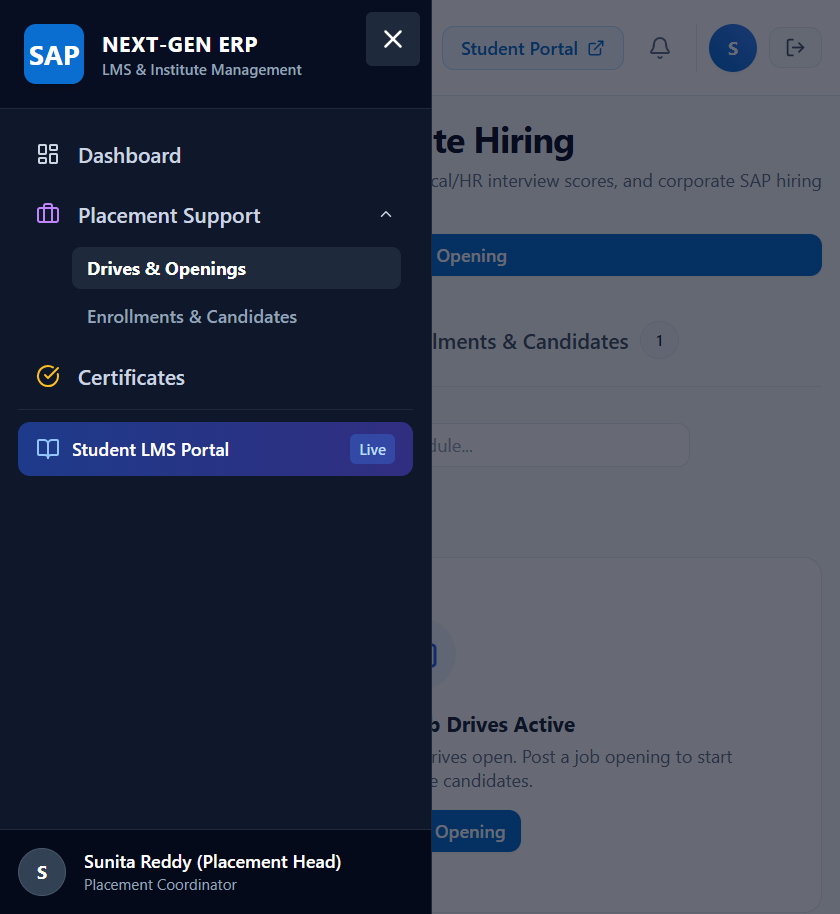 SAP
NEXT-GEN ERP
LMS & Institute Management
Student Portal
S
Dashboard
Placement Support
Drives & Openings
Enrollments & Candidates
Certificates
Student LMS Portal
Live
te Hiring
cal/HR interview scores, and corporate SAP hiring
Opening
lments & Candidates
1
dule...
Drives Active
rives open. Post a job opening to start
e candidates.
Opening
S
Sunita Reddy (Placement Head)
Placement Coordinator